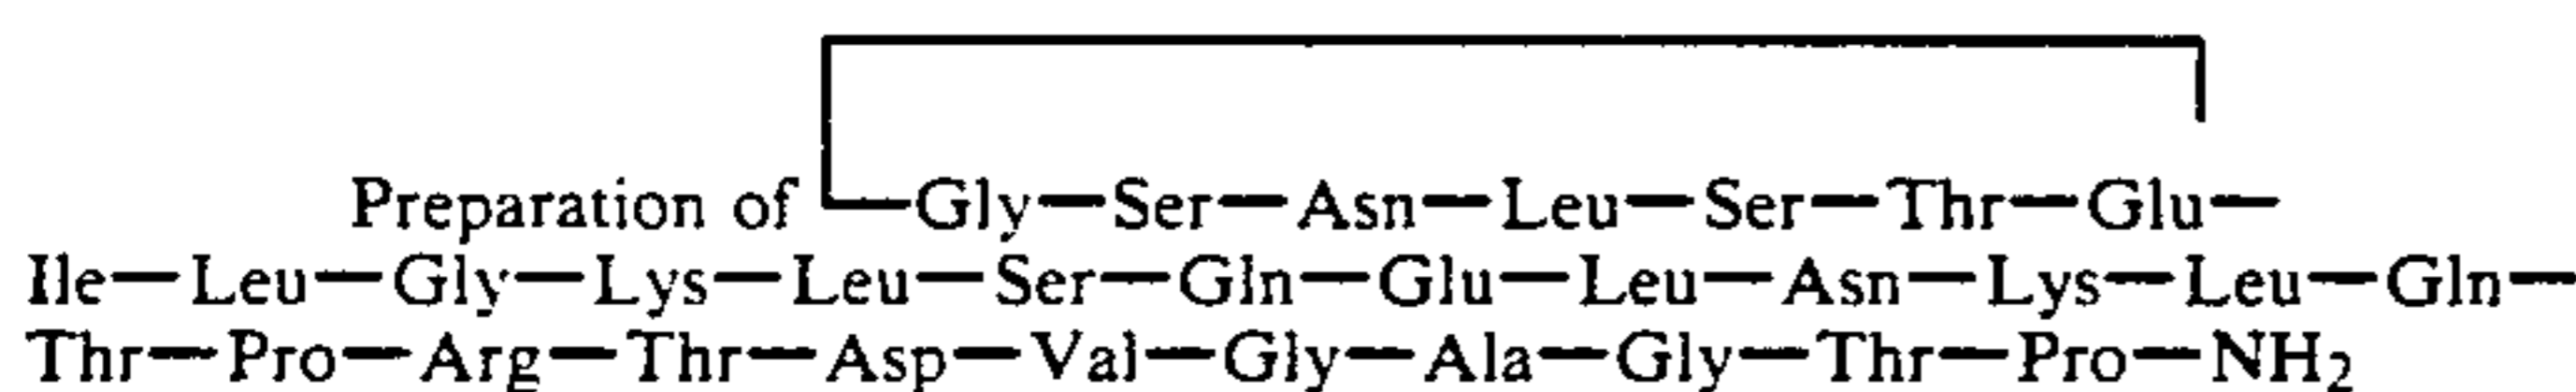 Preparation of Gly—Ser—Asn—Leu—Ser—Thr—Glu—
Ile—Leu—Gly—Lys—Leu—Ser—Gln—Glu—Leu—Asn—Lys—Leu—Gln—
Thr—Pro—Arg—Thr—Asp—Val—Gly—Ala—Gly—Thr—Pro—NH₂